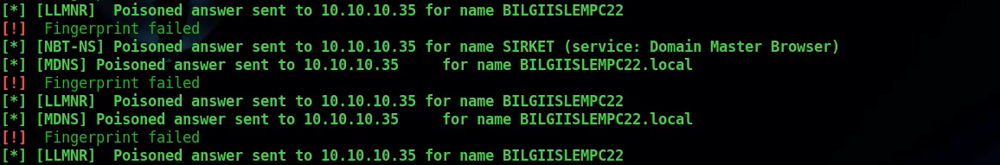 [*] [LLMNR]  Poisoned answer sent to 10.10.10.35 for name BILGIISLEMPC22
[!]  Fingerprint failed
[*] [NBT-NS] Poisoned answer sent to 10.10.10.35 for name SIRKET (service: Domain Master Browser)
[*] [MDNS] Poisoned answer sent to 10.10.10.35     for name BILGIISLEMPC22.local
[!]  Fingerprint failed
[*] [LLMNR]  Poisoned answer sent to 10.10.10.35 for name BILGIISLEMPC22
[*] [MDNS] Poisoned answer sent to 10.10.10.35     for name BILGIISLEMPC22.local
[!]  Fingerprint failed
[*] [LLMNR]  Poisoned answer sent to 10.10.10.35 for name BILGIISLEMPC22